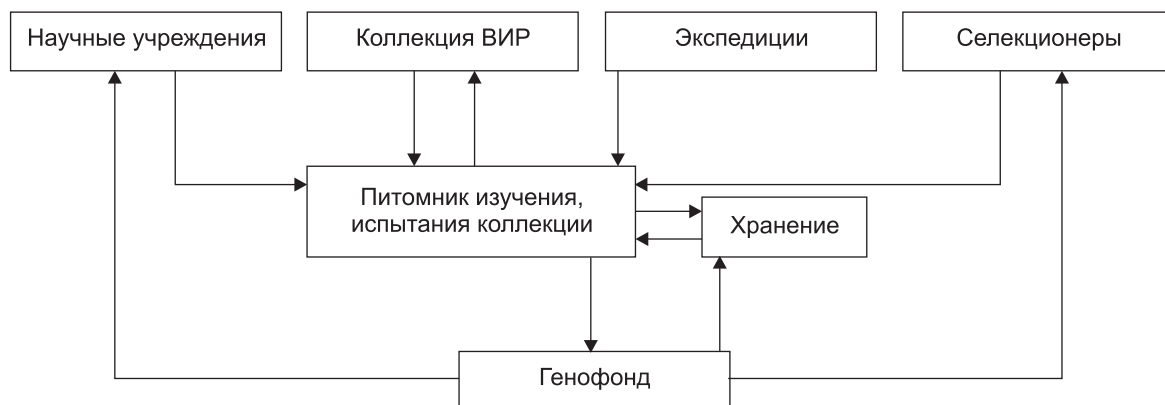 Научные учреждения
Коллекция ВИР
Экспедиции
Селекционеры
Питомник изучения,
испытания коллекции
Хранение
Генофонд